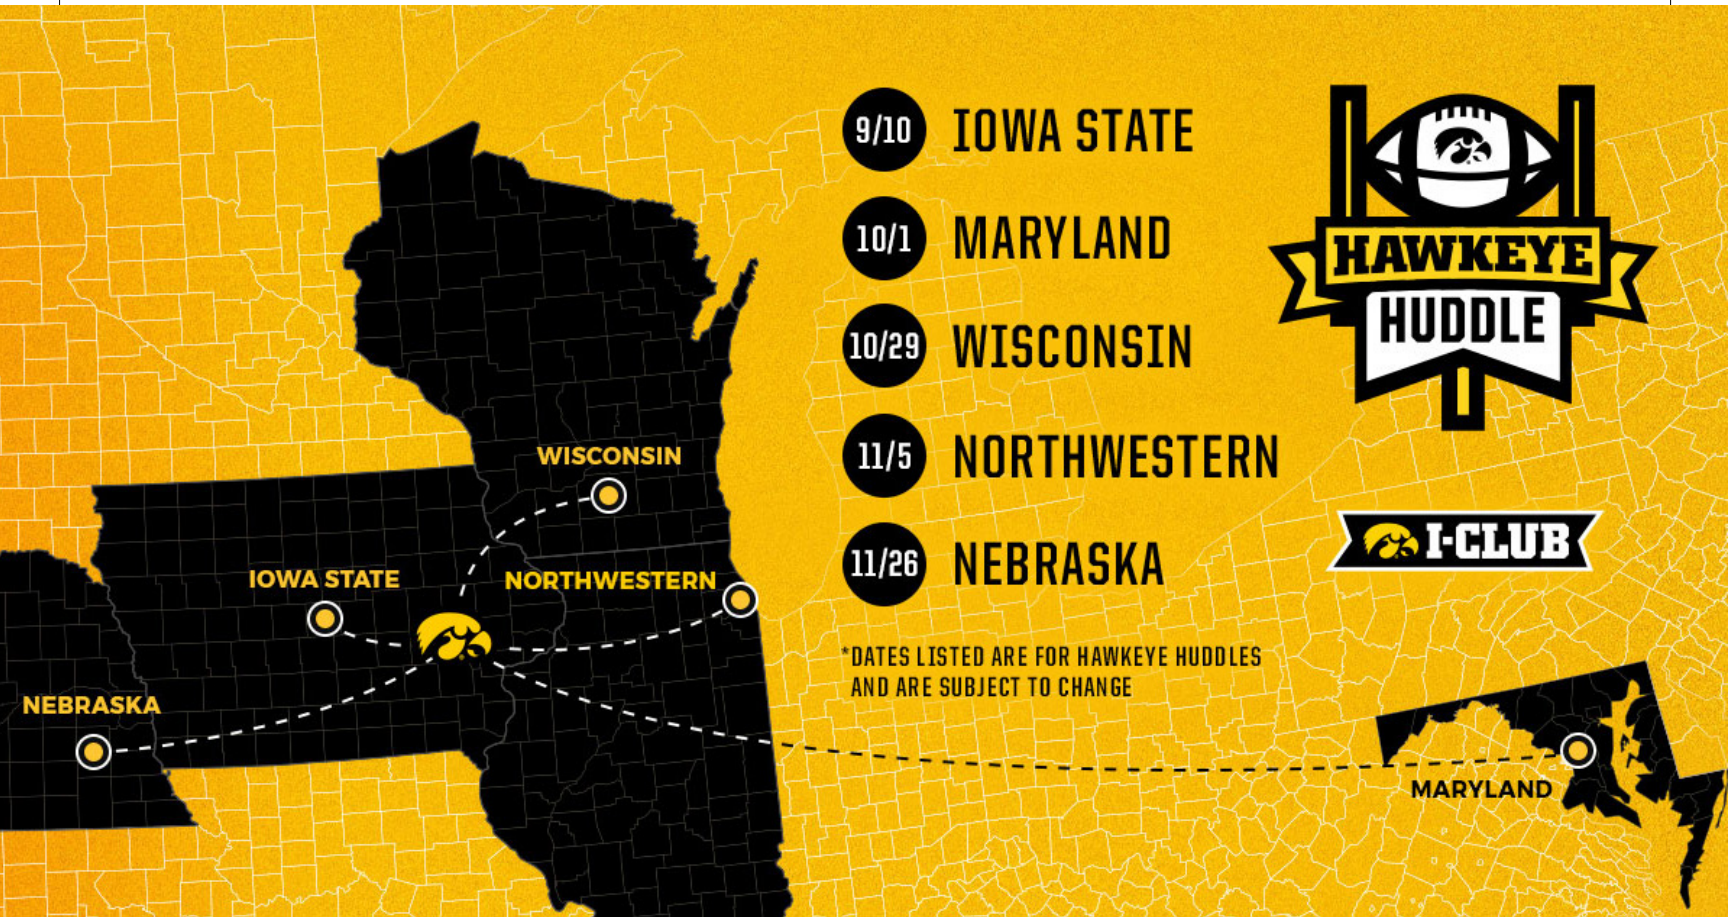 9/10 IOWA STATE
10/1 MARYLAND
10/29 WISCONSIN
11/5 NORTHWESTERN
11/26 NEBRASKA
*DATES LISTED ARE FOR HAWKEYE HUDDLES
AND ARE SUBJECT TO CHANGE
HAWKEYE
HUDDLE
I-CLUB
WISCONSIN
IOWA STATE
NORTHWESTERN
NEBRASKA
MARYLAND